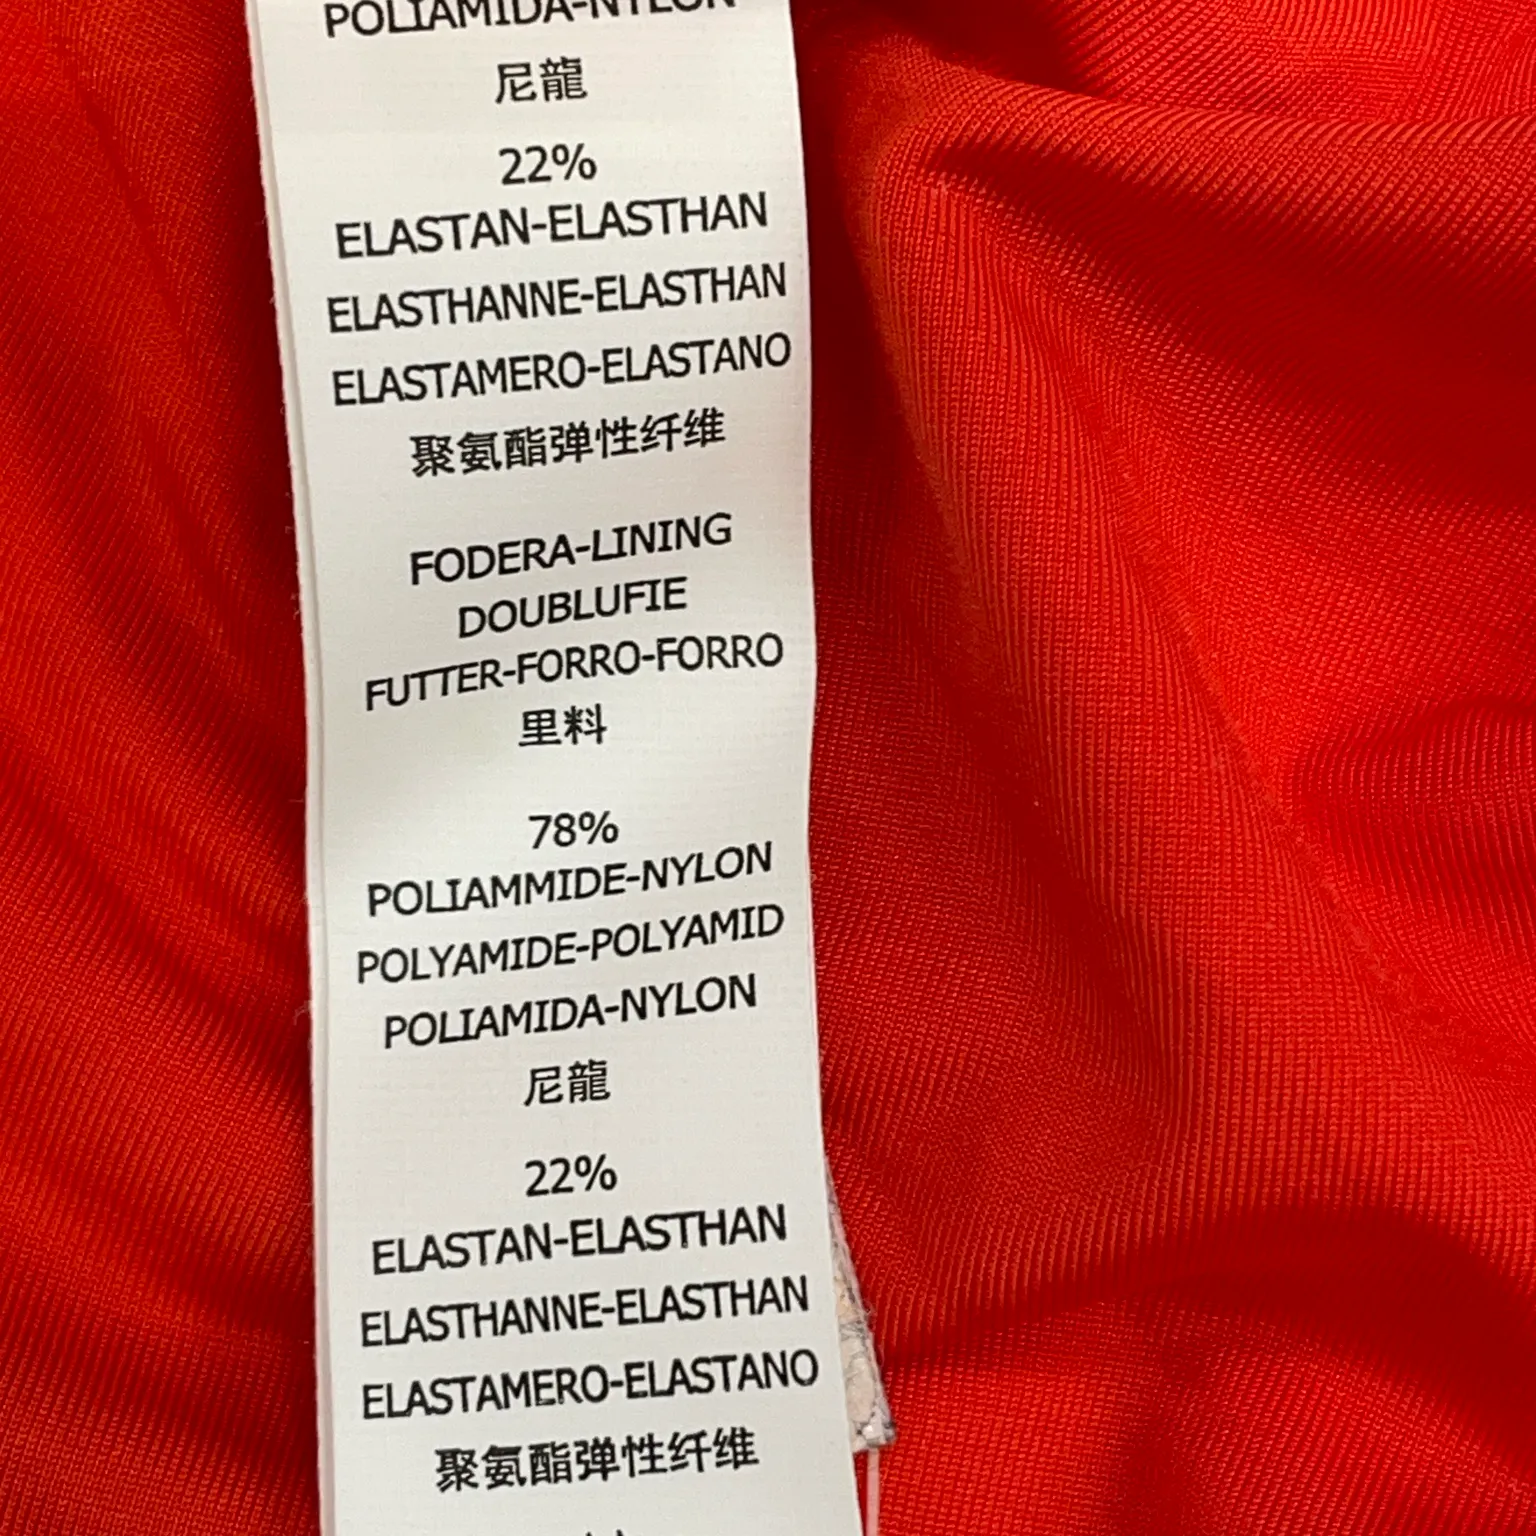 POLIAMIDA-NYLON
尼龍
22%
ELASTAN-ELASTHAN
ELASTHANNE-ELASTHAN
ELASTAMERO-ELASTANO
聚氨酯弹性纤维
FODERA-LINING
DOUBLUFIE
FUTTER-FORRO-FORRO
里料
78%
POLIAMMIDE-NYLON
POLYAMIDE-POLYAMID
POLIAMIDA-NYLON
尼龍
22%
ELASTAN-ELASTHAN
ELASTHANNE-ELASTHAN
ELASTAMERO-ELASTANO
聚氨酯弹性纤维